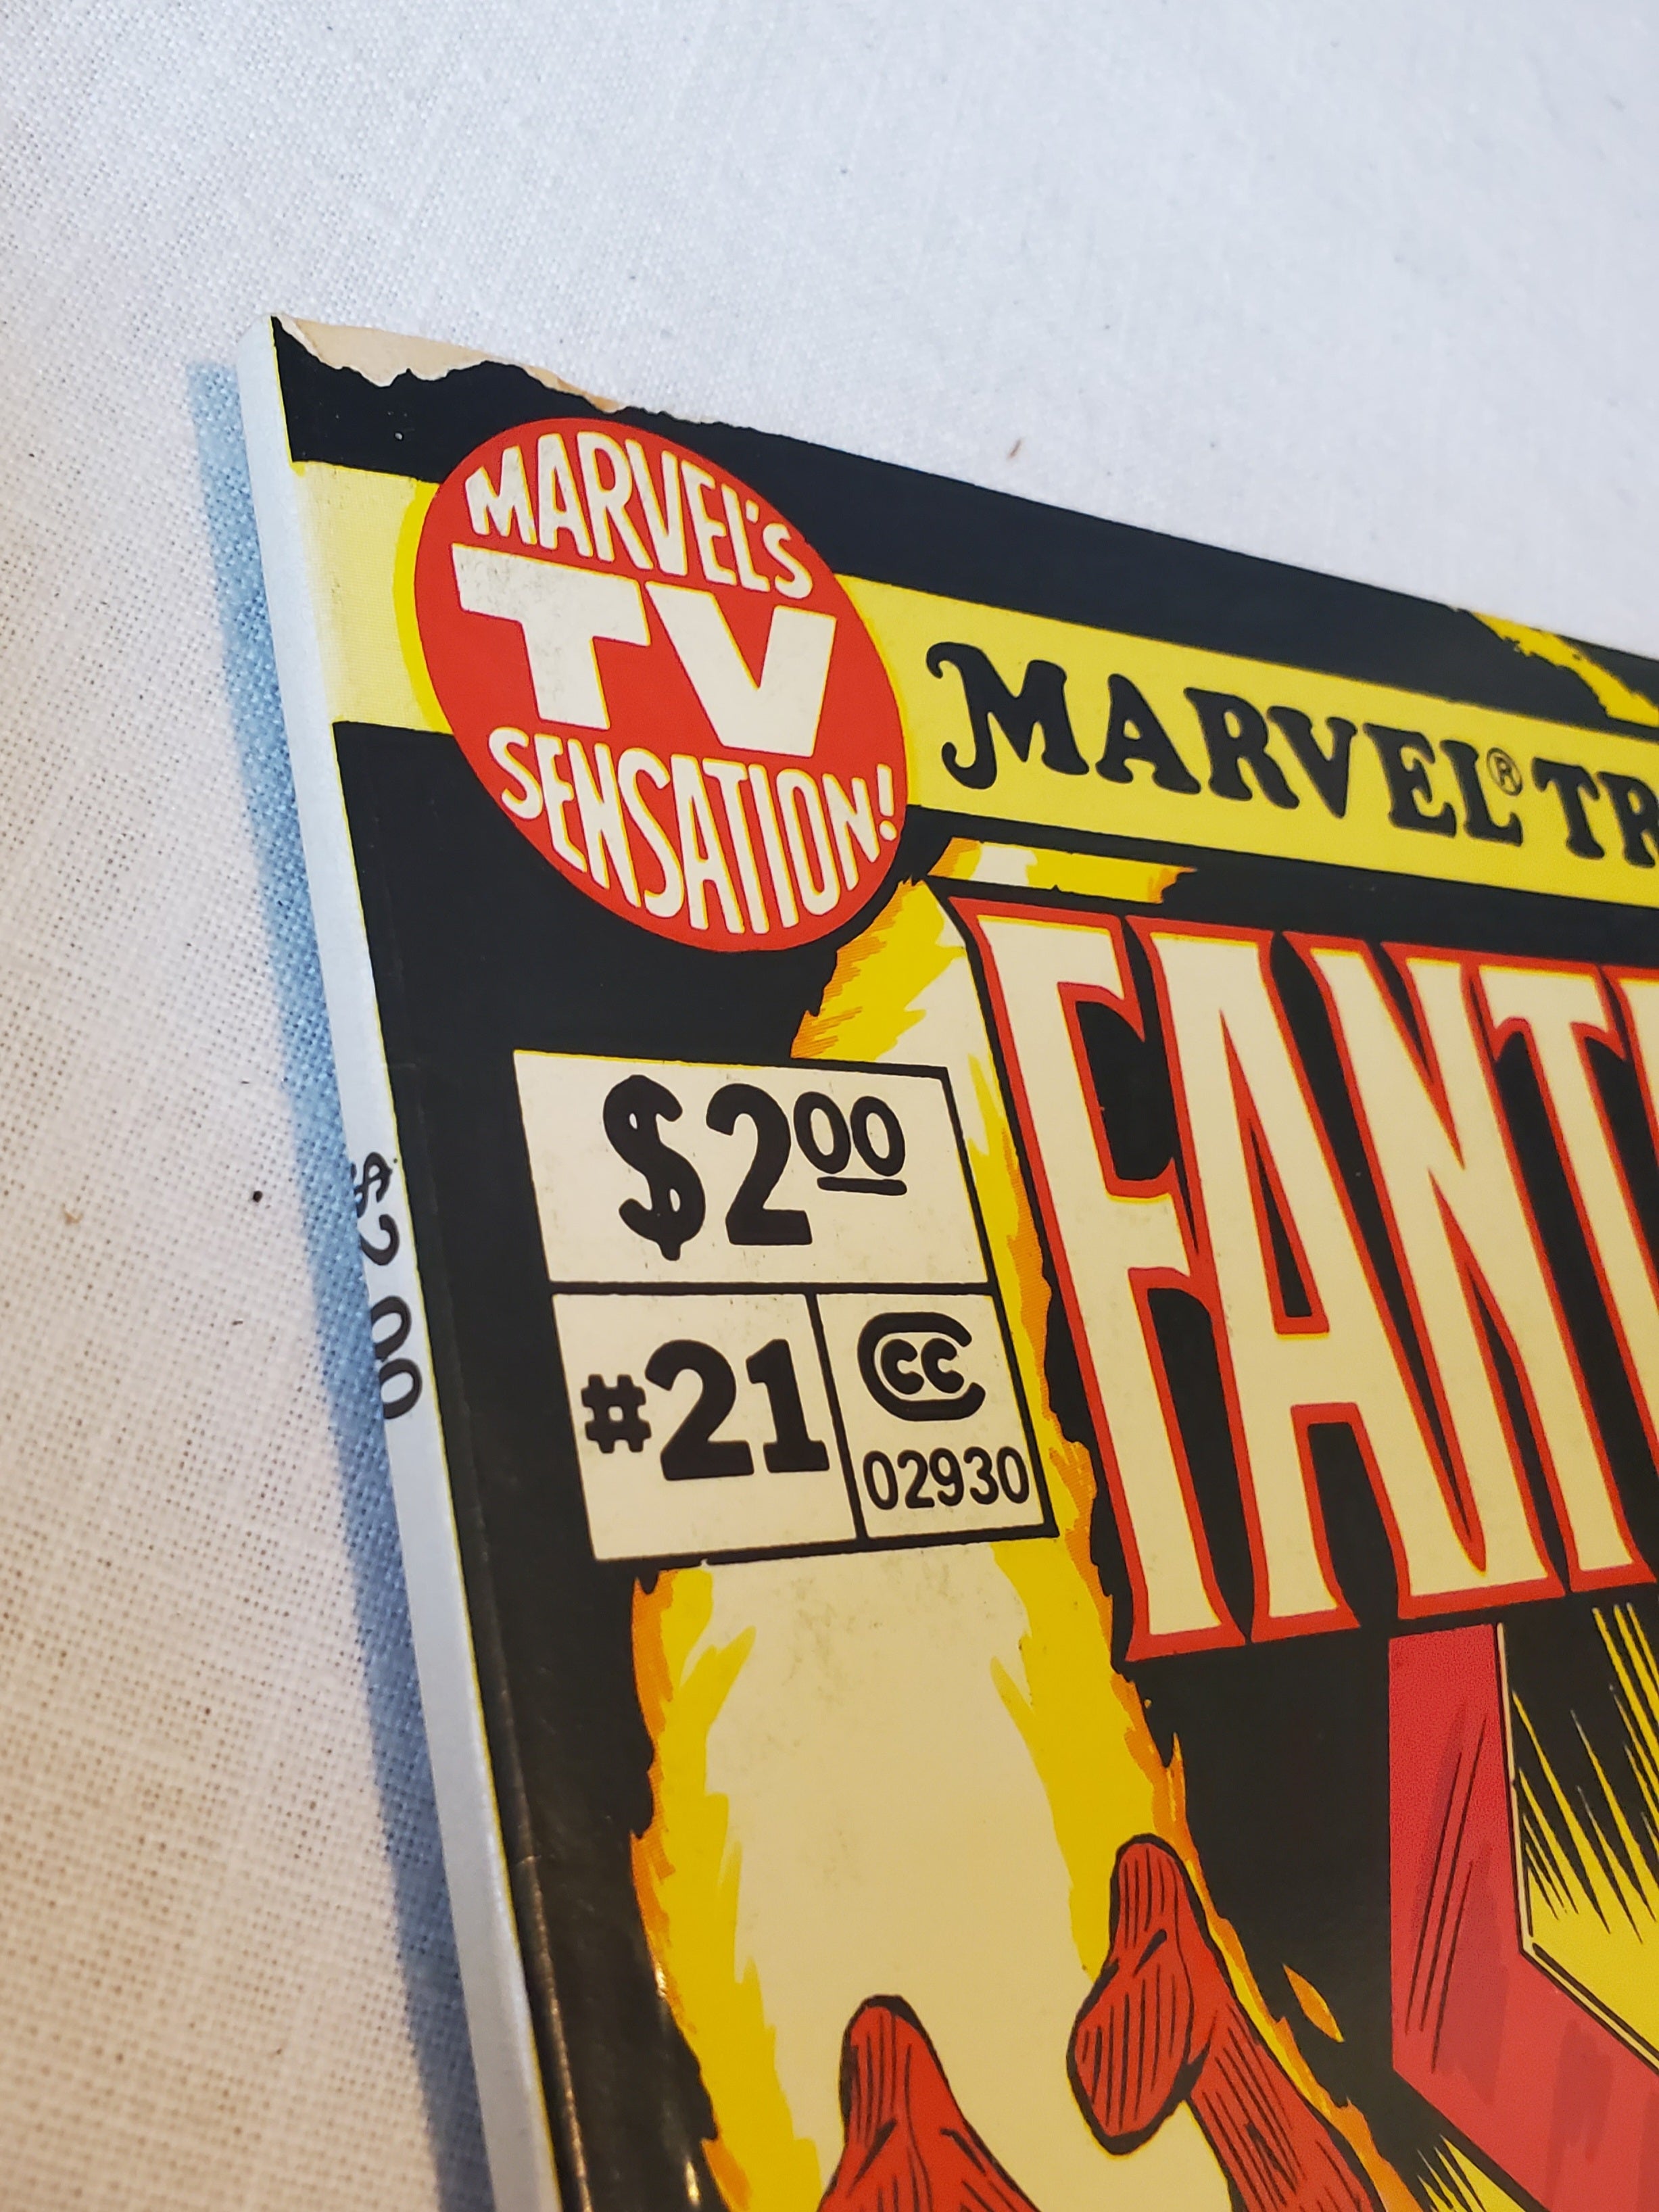 MARVEL'S
TV
SENSATION!
MARVEL® TR
FANT
$2.00
$2 00
#21
CC
02930